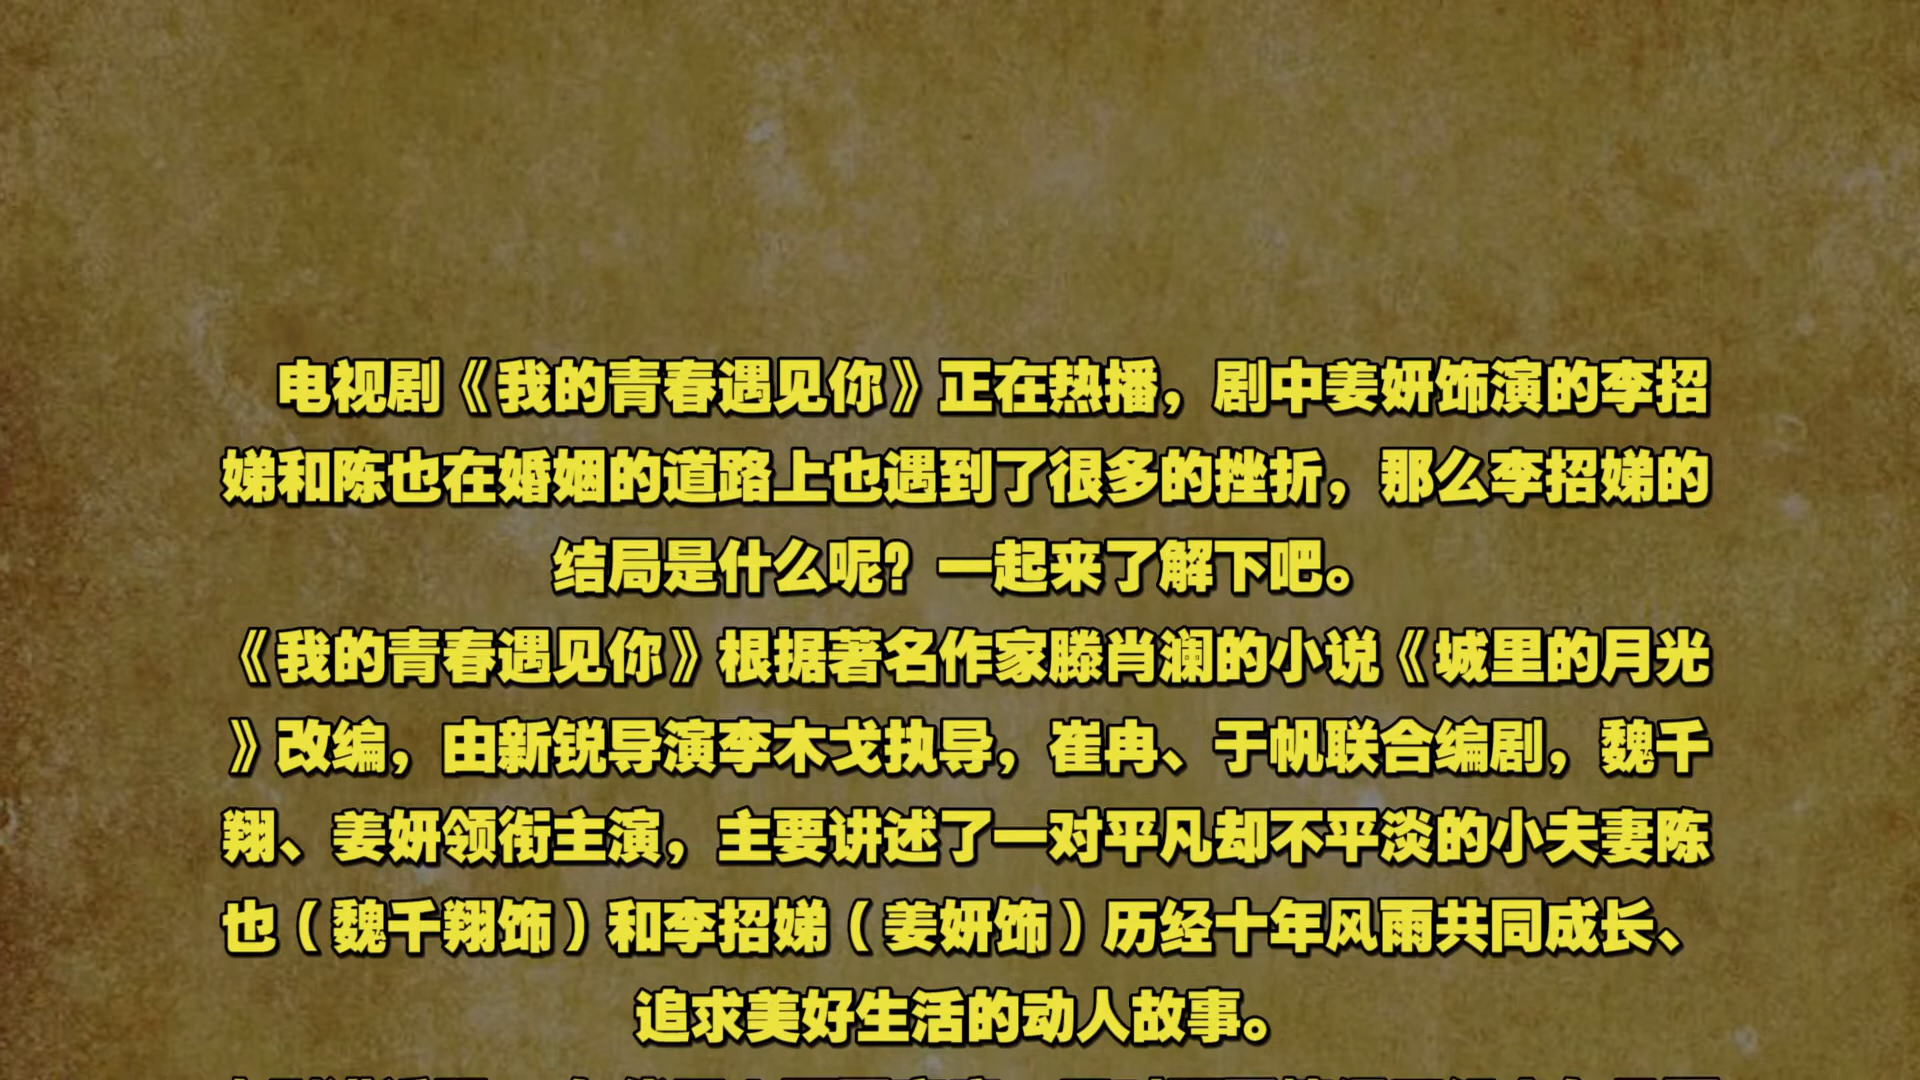 电视剧《我的青春遇见你》正在热播，剧中姜妍饰演的李招
娣和陈也在婚姻的道路上也遇到了很多的挫折，那么李招娣的
结局是什么呢？一起来了解下吧。
《我的青春遇见你》根据著名作家滕肖澜的小说《城里的月光
》改编，由新锐导演李木戈执导，崔冉、于帆联合编剧，魏千
翔、姜妍领衔主演，主要讲述了一对平凡却不平淡的小夫妻陈
也（魏千翔饰）和李招娣（姜妍饰）历经十年风雨共同成长、
追求美好生活的动人故事。